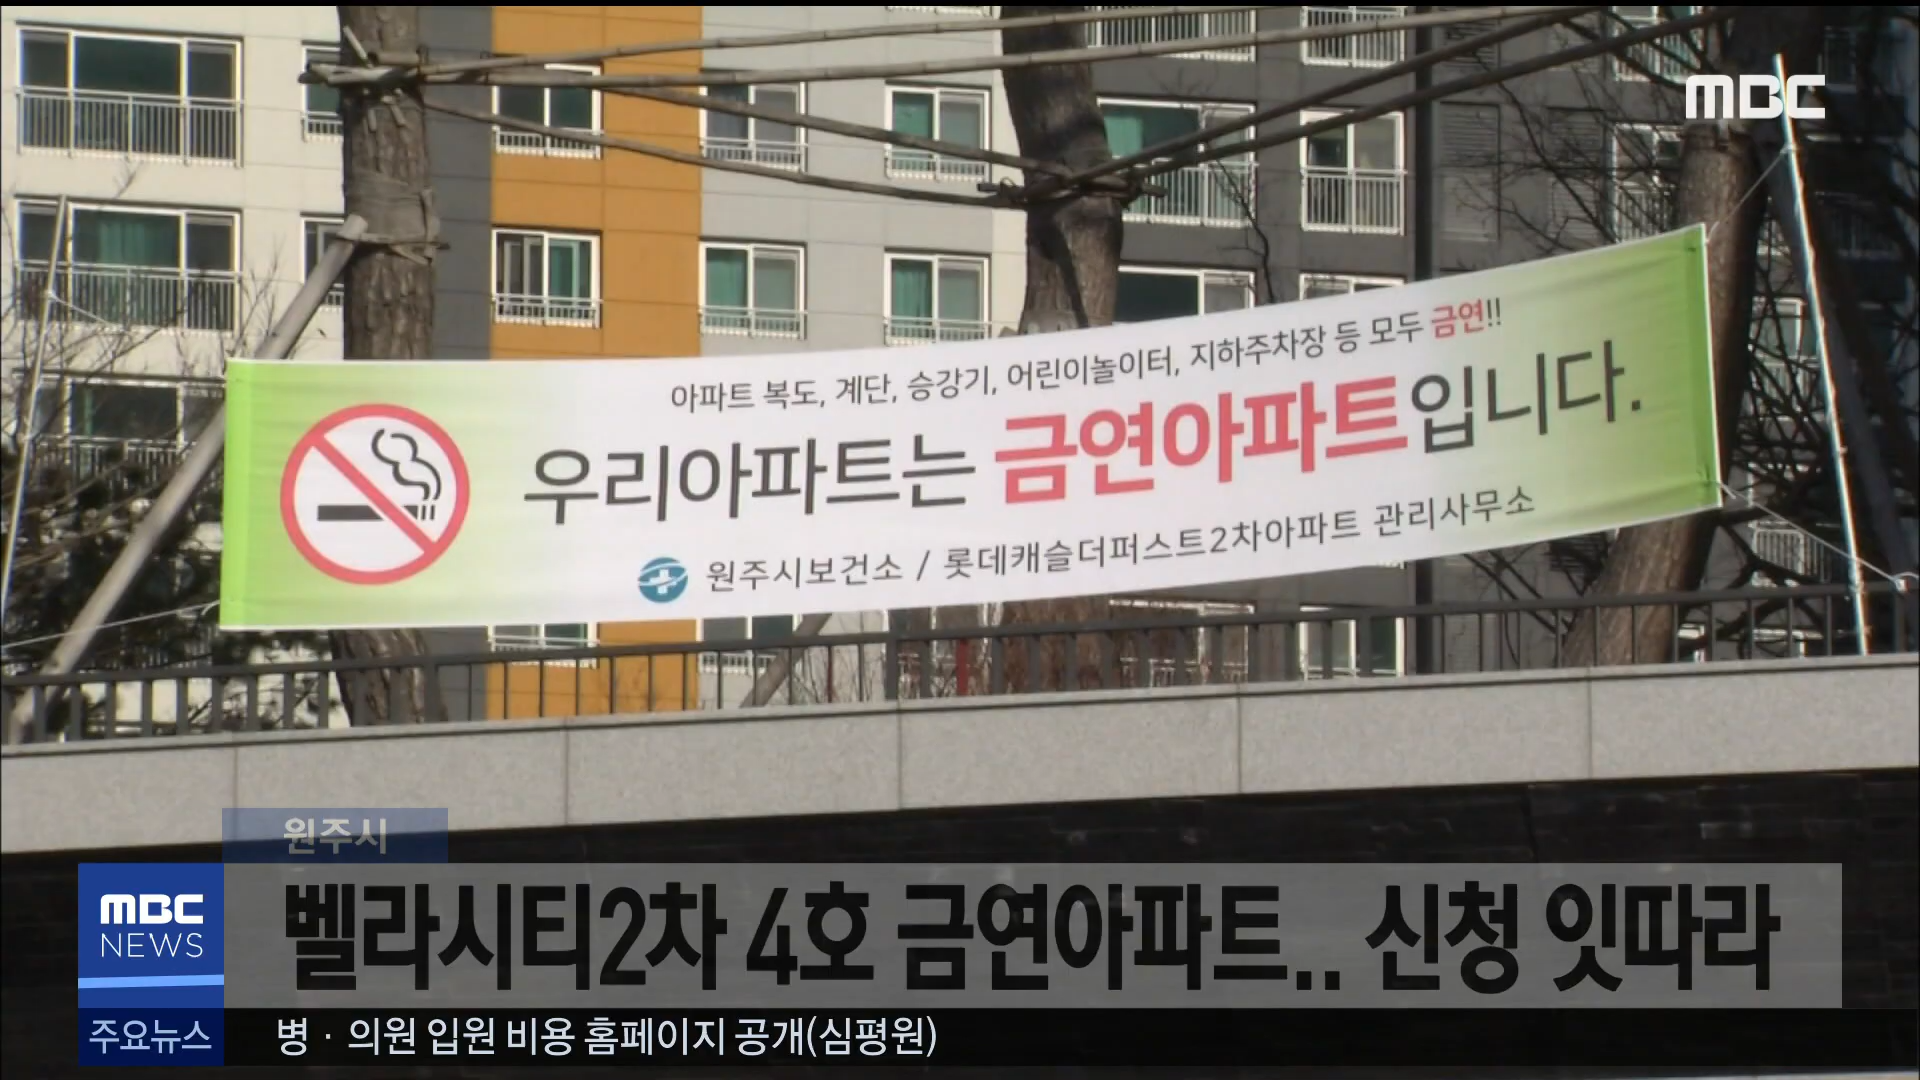 MBC
아파트 복도, 계단, 승강기, 어린이놀이터, 지하주차장 등 모두 금연!!
우리아파트는 금연아파트입니다.
원주시보건소 / 롯데캐슬더퍼스트2차아파트 관리사무소
원주시
MBC
NEWS
벨라시티2차 4호 금연아파트.. 신청 잇따라
주요뉴스
병·의원 입원 비용 홈페이지 공개(심평원)